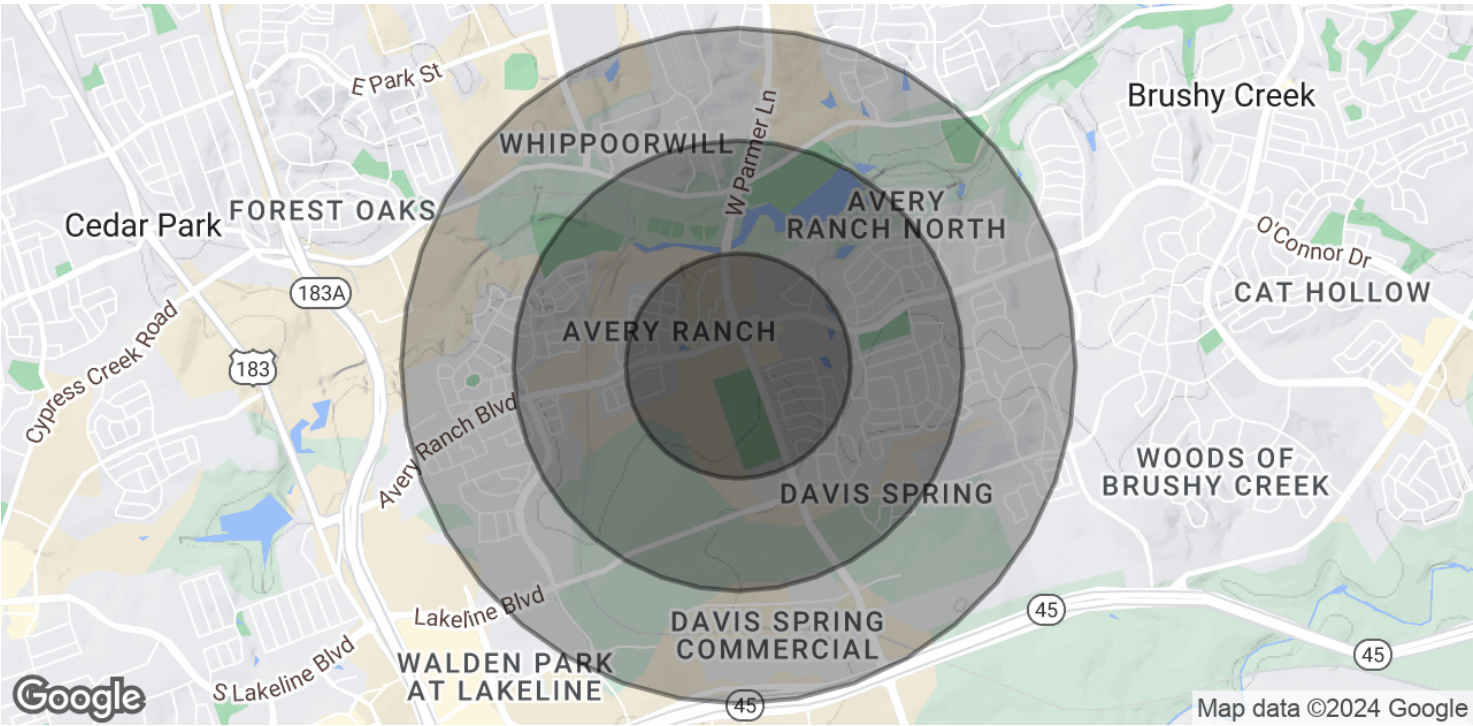 E Park St
Brushy Creek
W Parmer Ln
WHIPPOORWILL
AVERY
RANCH NORTH
FOREST OAKS
Cedar Park
O'Connor Dr
183A
CAT HOLLOW
AVERY RANCH
Cypress Creek Road
183
Avery Ranch Blvd
WOODS OF
BRUSHY CREEK
DAVIS SPRING
Lakeline Blvd
45
DAVIS SPRING
COMMERCIAL
45
WALDEN PARK
AT LAKELINE
S Lakeline Blvd
45
Google
Map data ©2024 Google